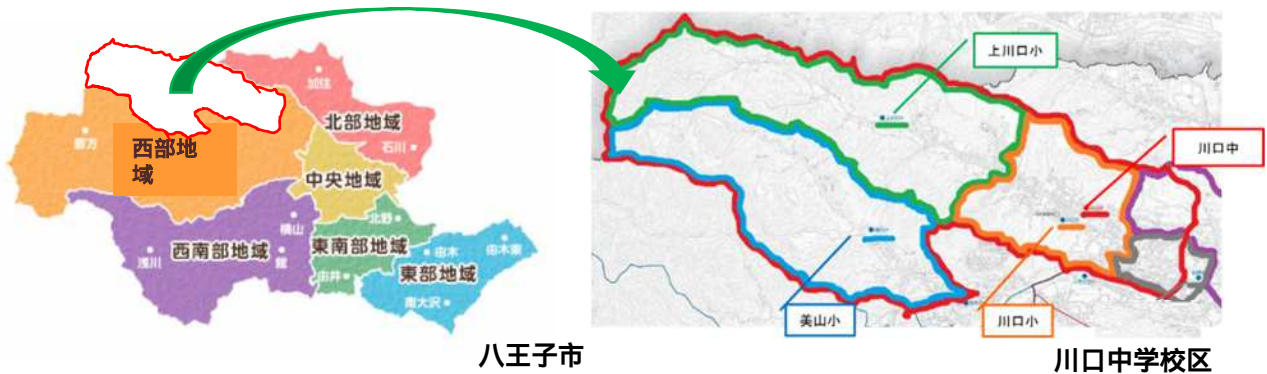 加住
北部地域
石川
恩方
西部地
域
中央地域
北野
横山
西南部地域
東南部地域
由木
由木東
浅川
館
由井
東部地域
南大沢
八王子市
上川口小
川口中
美山小
川口小
川口中学校区